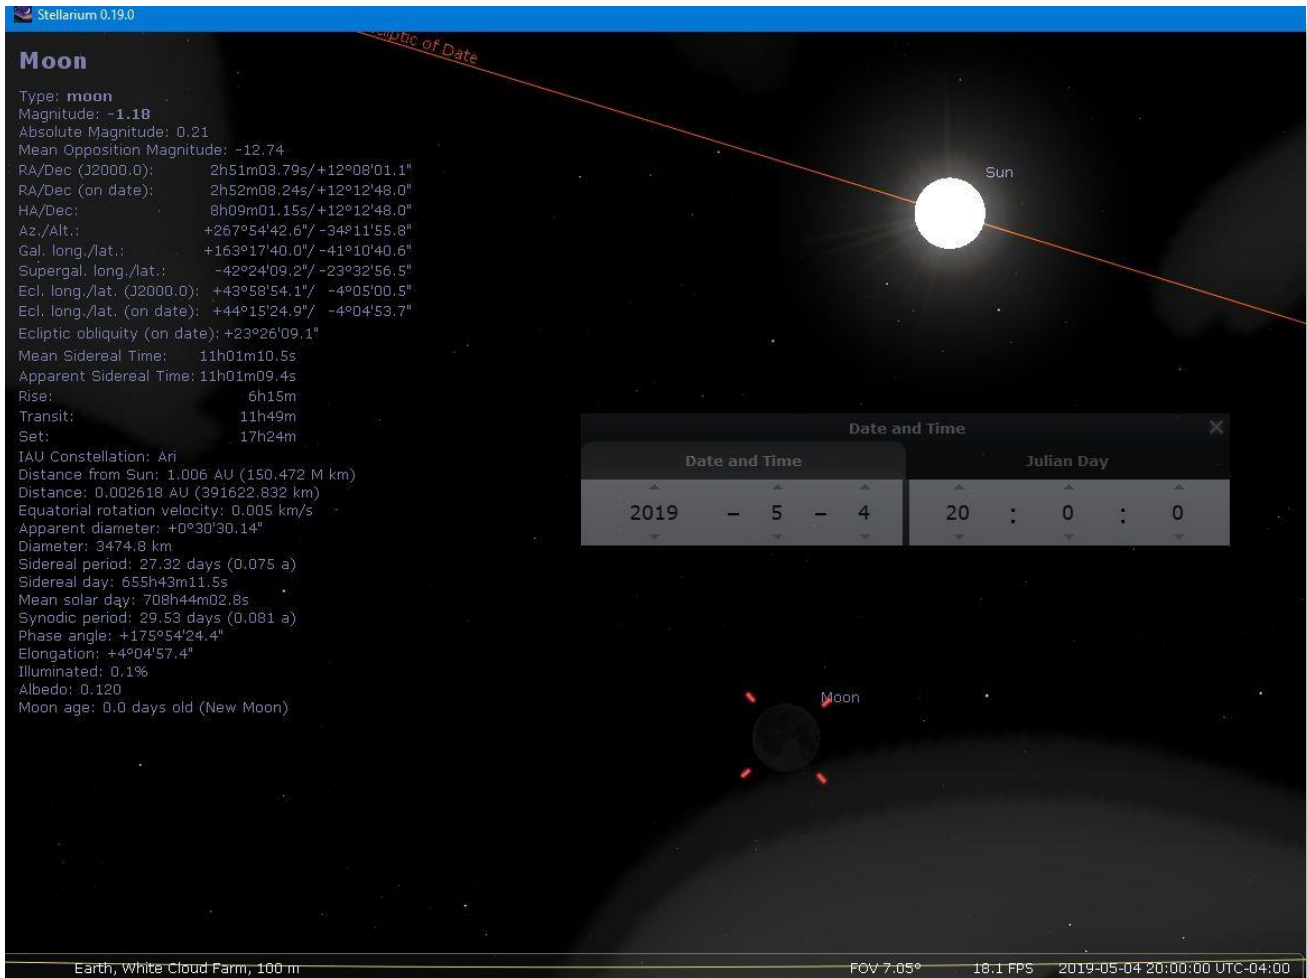 Stellarium 0.19.0
Ecliptic of Date
Moon
Type: moon
Magnitude: -1.18
Absolute Magnitude: 0.21
Mean Opposition Magnitude: -12.74
RA/Dec (J2000.0): 2h51m03.79s/+12°08'01.1"
RA/Dec (on date): 2h52m08.24s/+12°12'48.0"
HA/Dec: 8h09m01.15s/+12°12'48.0"
Az./Alt.: +267°54'42.6"/ -34°11'55.8"
Gal. long./lat.: +163°17'40.0"/ -41°10'40.6"
Supergal. long./lat.: -42°24'09.2"/ -23°32'56.5"
Ecl. long./lat. (J2000.0): +43°58'54.1"/ -4°05'00.5"
Ecl. long./lat. (on date): +44°15'24.9"/ -4°04'53.7"
Ecliptic obliquity (on date): +23°26'09.1"
Mean Sidereal Time: 11h01m10.5s
Apparent Sidereal Time: 11h01m09.4s
Rise: 6h15m
Transit: 11h49m
Set: 17h24m
IAU Constellation: Ari
Distance from Sun: 1.006 AU (150.472 M km)
Distance: 0.002618 AU (391622.832 km)
Equatorial rotation velocity: 0.005 km/s
Apparent diameter: +0°30'30.14"
Diameter: 3474.8 km
Sidereal period: 27.32 days (0.075 a)
Sidereal day: 655h43m11.5s
Mean solar day: 708h44m02.8s
Synodic period: 29.53 days (0.081 a)
Phase angle: +175°54'24.4"
Elongation: +4°04'57.4"
Illuminated: 0.1%
Albedo: 0.120
Moon age: 0.0 days old (New Moon)
Sun
Date and Time
Date and Time Julian Day
2019 – 5 – 4 20 : 0 : 0
Moon
Earth, White Cloud Farm, 100 m FOV 7.05° 18.1 FPS 2019-05-04 20:00:00 UTC-04:00